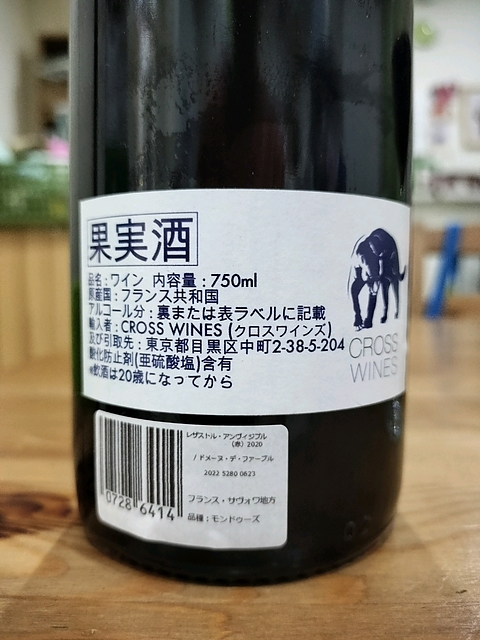 果実酒
品名:ワイン 内容量:750ml
原産国:フランス共和国
アルコール分:裏または表ラベルに記載
輸入者:CROSS WINES (クロスワインズ)
及び引取先:東京都目黒区中町2-38-5-204
酸化防止剤(亜硫酸塩)含有
※飲酒は20歳になってから
CROSS
WINES
レザストル・アンヴィジブル
(赤) 2020
/ドメーヌ・デ・ファーブル
2022 5280 0623
フランス・サヴォワ地方
品種:モンドゥーズ
0728 6414